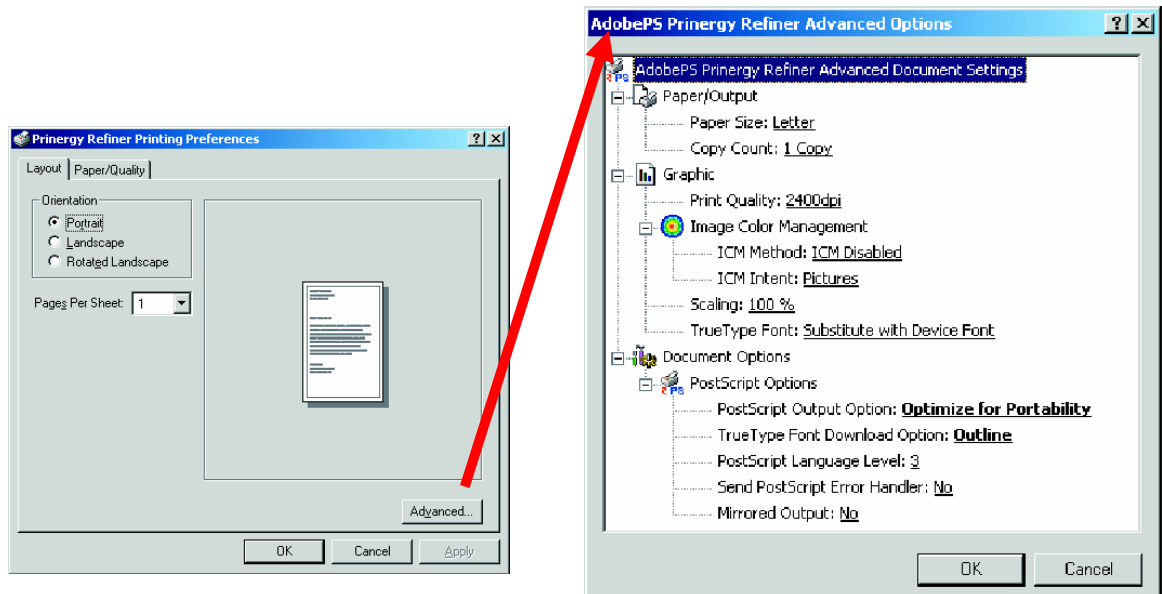 Prinergy Refiner Printing Preferences
Layout
Paper/Quality
Orientation
Portrait
Landscape
Rotated Landscape
Pages Per Sheet: 1
Advanced...
OK
Cancel
Apply
AdobePS Prinergy Refiner Advanced Options
AdobePS Prinergy Refiner Advanced Document Settings
Paper/Output
Paper Size: Letter
Copy Count: 1 Copy
Graphic
Print Quality: 2400dpi
Image Color Management
ICM Method: ICM Disabled
ICM Intent: Pictures
Scaling: 100 %
TrueType Font: Substitute with Device Font
Document Options
PostScript Options
PostScript Output Option: Optimize for Portability
TrueType Font Download Option: Outline
PostScript Language Level: 3
Send PostScript Error Handler: No
Mirrored Output: No
OK
Cancel